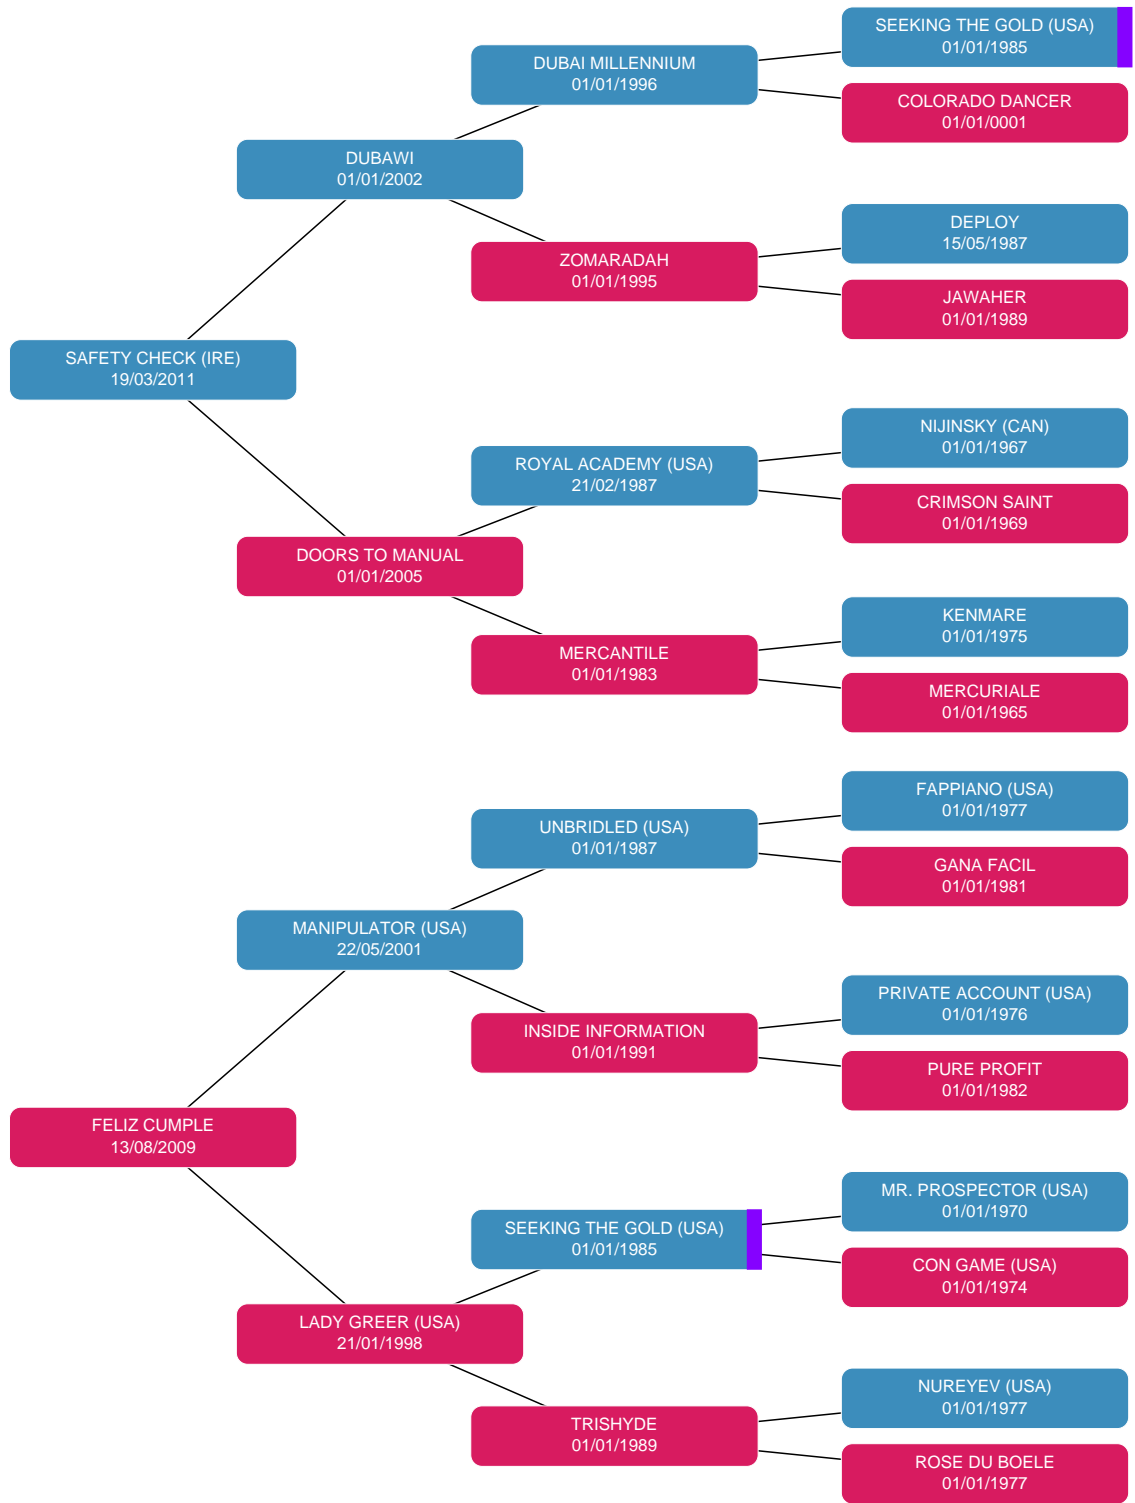 SEEKING THE GOLD (USA)
01/01/1985
DUBAI MILLENNIUM
01/01/1996
COLORADO DANCER
01/01/0001
DUBAWI
01/01/2002
DEPLOY
15/05/1987
ZOMARADAH
01/01/1995
JAWAHER
01/01/1989
SAFETY CHECK (IRE)
19/03/2011
NIJINSKY (CAN)
01/01/1967
ROYAL ACADEMY (USA)
21/02/1987
CRIMSON SAINT
01/01/1969
DOORS TO MANUAL
01/01/2005
KENMARE
01/01/1975
MERCANTILE
01/01/1983
MERCURIALE
01/01/1965
FAPPIANO (USA)
01/01/1977
UNBRIDLED (USA)
01/01/1987
GANA FACIL
01/01/1981
MANIPULATOR (USA)
22/05/2001
PRIVATE ACCOUNT (USA)
01/01/1976
INSIDE INFORMATION
01/01/1991
PURE PROFIT
01/01/1982
FELIZ CUMPLE
13/08/2009
MR. PROSPECTOR (USA)
01/01/1970
SEEKING THE GOLD (USA)
01/01/1985
CON GAME (USA)
01/01/1974
LADY GREER (USA)
21/01/1998
NUREYEV (USA)
01/01/1977
TRISHYDE
01/01/1989
ROSE DU BOELE
01/01/1977